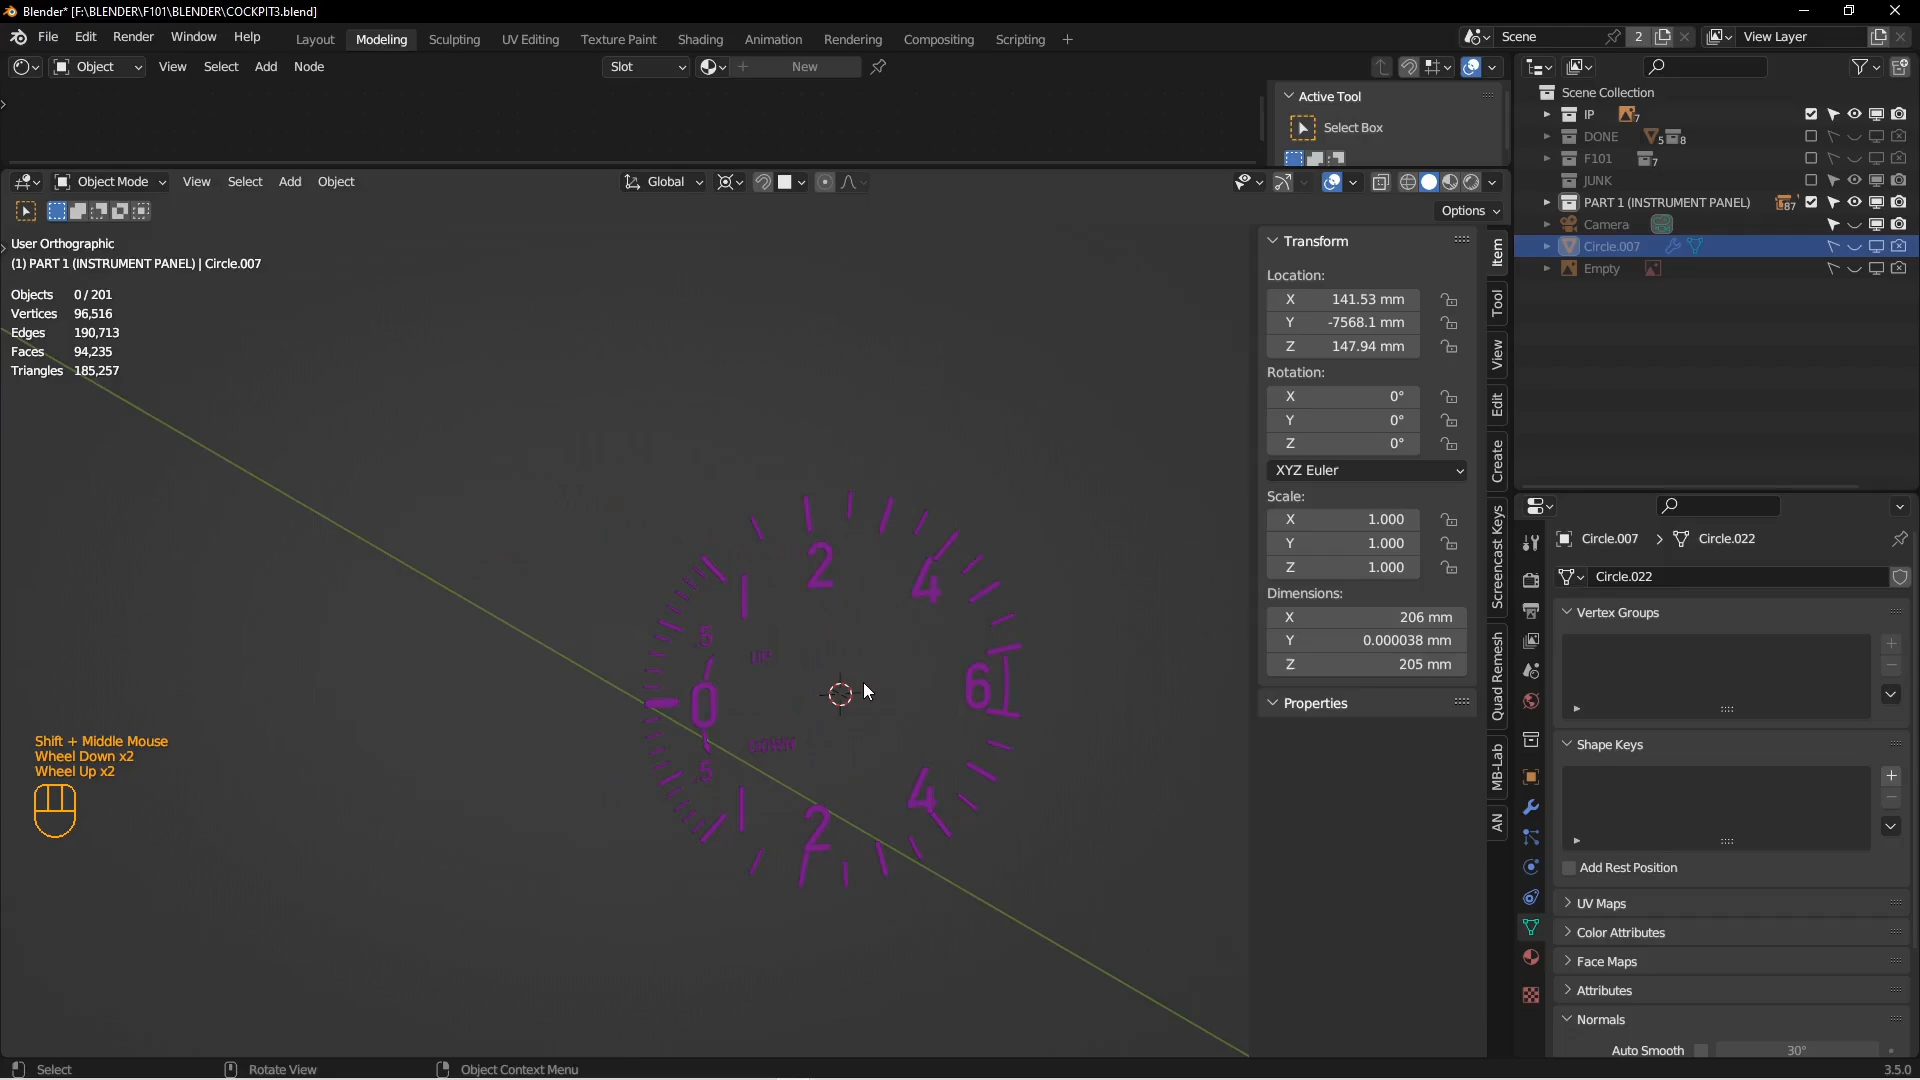 Blender* [F:\BLENDER\F101\BLENDER\COCKPIT3.blend]
File Edit Render Window Help
Layout Modeling Sculpting UV Editing Texture Paint Shading Animation Rendering Compositing Scripting +
Scene 2
View Layer
Object View Select Add Node
Slot
New
Active Tool
Select Box
Scene Collection
IP 7
DONE 5 8
F101 7
JUNK
PART 1 (INSTRUMENT PANEL) 87
Camera
Circle.007
Empty
Object Mode View Select Add Object
Global
Options
User Orthographic
(1) PART 1 (INSTRUMENT PANEL) | Circle.007
Objects 0 / 201
Vertices 96,516
Edges 190,713
Faces 94,235
Triangles 185,257
2
4
.5
UP
0
6
DOWN
.5
4
2
Shift + Middle Mouse
Wheel Down x2
Wheel Up x2
Transform
Location:
X 141.53 mm
Y -7568.1 mm
Z 147.94 mm
Rotation:
X 0°
Y 0°
Z 0°
XYZ Euler
Scale:
X 1.000
Y 1.000
Z 1.000
Dimensions:
X 206 mm
Y 0.000038 mm
Z 205 mm
Properties
Item
Tool
View
Edit
Create
Screencast Keys
Quad Remesh
MB-Lab
AN
Circle.007 > Circle.022
Circle.022
Vertex Groups
Shape Keys
Add Rest Position
UV Maps
Color Attributes
Face Maps
Attributes
Normals
Auto Smooth 30°
Select
Rotate View
Object Context Menu
3.5.0